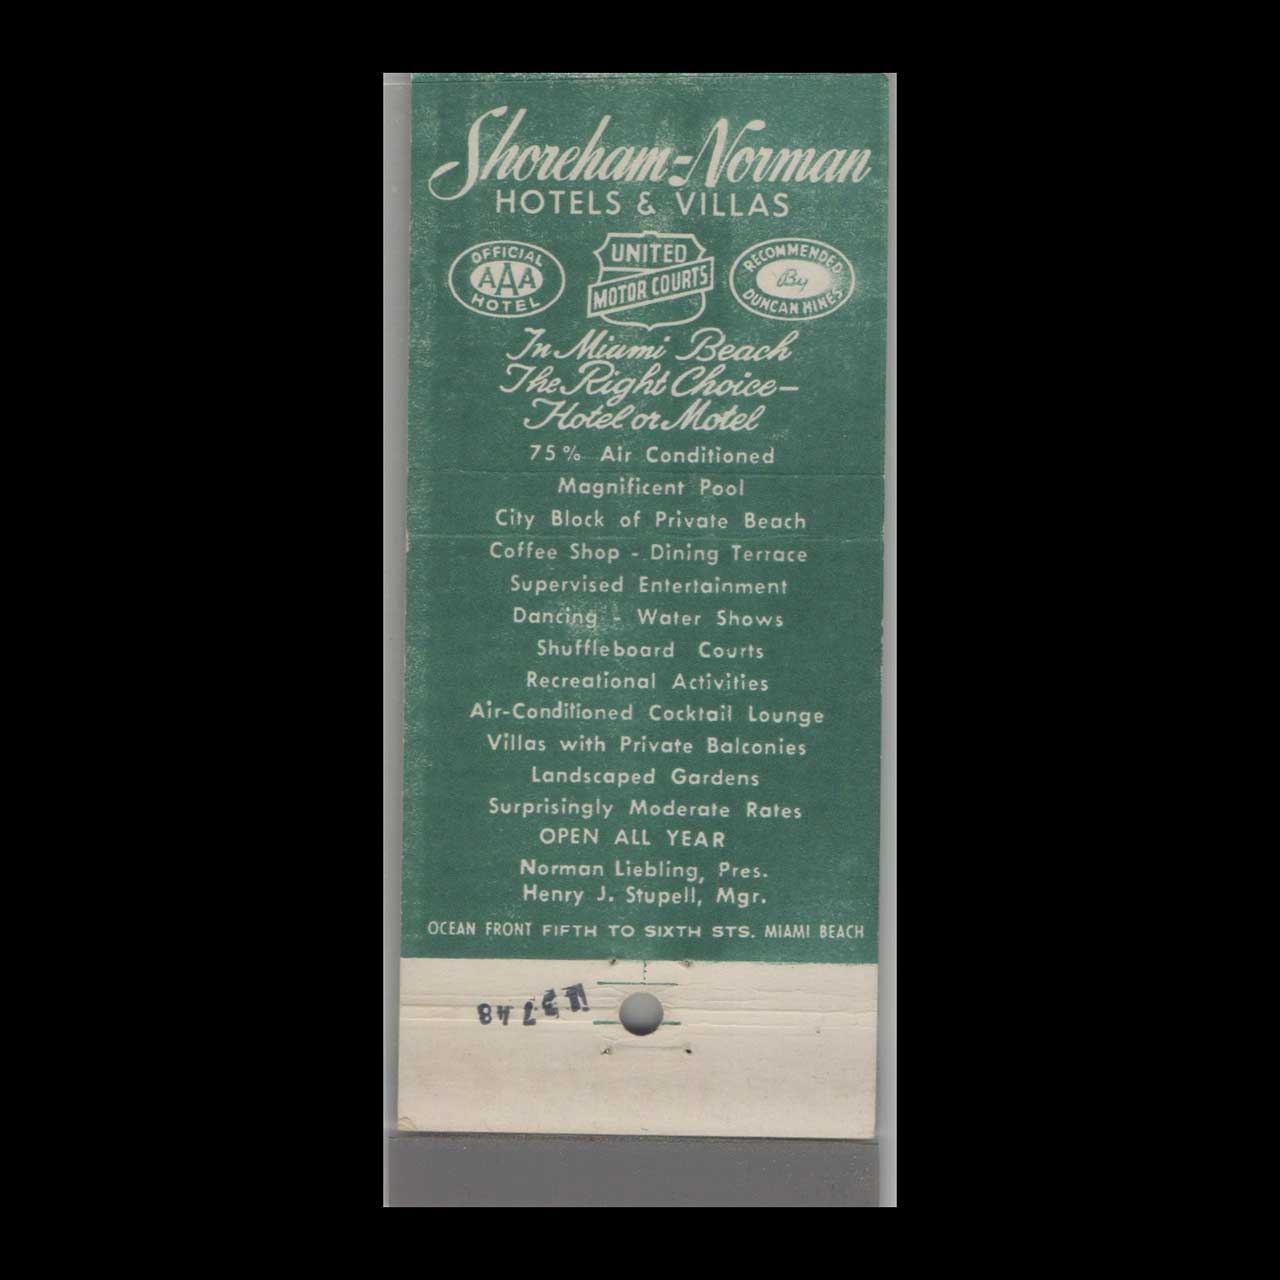 Shoreham-Norman
HOTELS & VILLAS
OFFICIAL
AAA
HOTEL
UNITED
MOTOR COURTS
RECOMMENDED
By
DUNCAN HINES
In Miami Beach
The Right Choice—
Hotel or Motel
75% Air Conditioned
Magnificent Pool
City Block of Private Beach
Coffee Shop - Dining Terrace
Supervised Entertainment
Dancing - Water Shows
Shuffleboard Courts
Recreational Activities
Air-Conditioned Cocktail Lounge
Villas with Private Balconies
Landscaped Gardens
Surprisingly Moderate Rates
OPEN ALL YEAR
Norman Liebling, Pres.
Henry J. Stupell, Mgr.
OCEAN FRONT FIFTH TO SIXTH STS. MIAMI BEACH